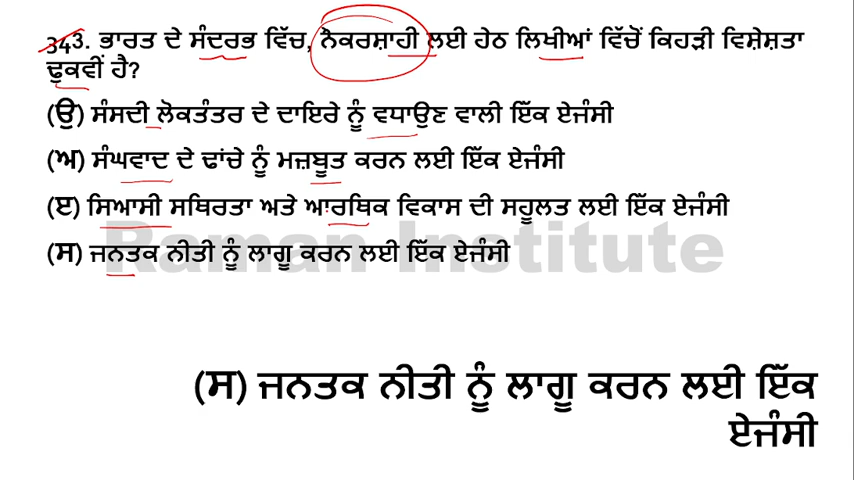 343. ਭਾਰਤ ਦੇ ਸੰਦਰਭ ਵਿੱਚ, ਨੌਕਰਸ਼ਾਹੀ ਲਈ ਹੇਠ ਲਿਖੀਆਂ ਵਿੱਚੋਂ ਕਿਹੜੀ ਵਿਸ਼ੇਸ਼ਤਾ
ਢੁਕਵੀਂ ਹੈ?
(ੳ) ਸੰਸਦੀ ਲੋਕਤੰਤਰ ਦੇ ਦਾਇਰੇ ਨੂੰ ਵਧਾਉਣ ਵਾਲੀ ਇੱਕ ਏਜੰਸੀ
(ਅ) ਸੰਘਵਾਦ ਦੇ ਢਾਂਚੇ ਨੂੰ ਮਜ਼ਬੂਤ ਕਰਨ ਲਈ ਇੱਕ ਏਜੰਸੀ
(ੲ) ਸਿਆਸੀ ਸਥਿਰਤਾ ਅਤੇ ਆਰਥਿਕ ਵਿਕਾਸ ਦੀ ਸਹੂਲਤ ਲਈ ਇੱਕ ਏਜੰਸੀ
(ਸ) ਜਨਤਕ ਨੀਤੀ ਨੂੰ ਲਾਗੂ ਕਰਨ ਲਈ ਇੱਕ ਏਜੰਸੀ
Raman Institute
(ਸ) ਜਨਤਕ ਨੀਤੀ ਨੂੰ ਲਾਗੂ ਕਰਨ ਲਈ ਇੱਕ
ਏਜੰਸੀ